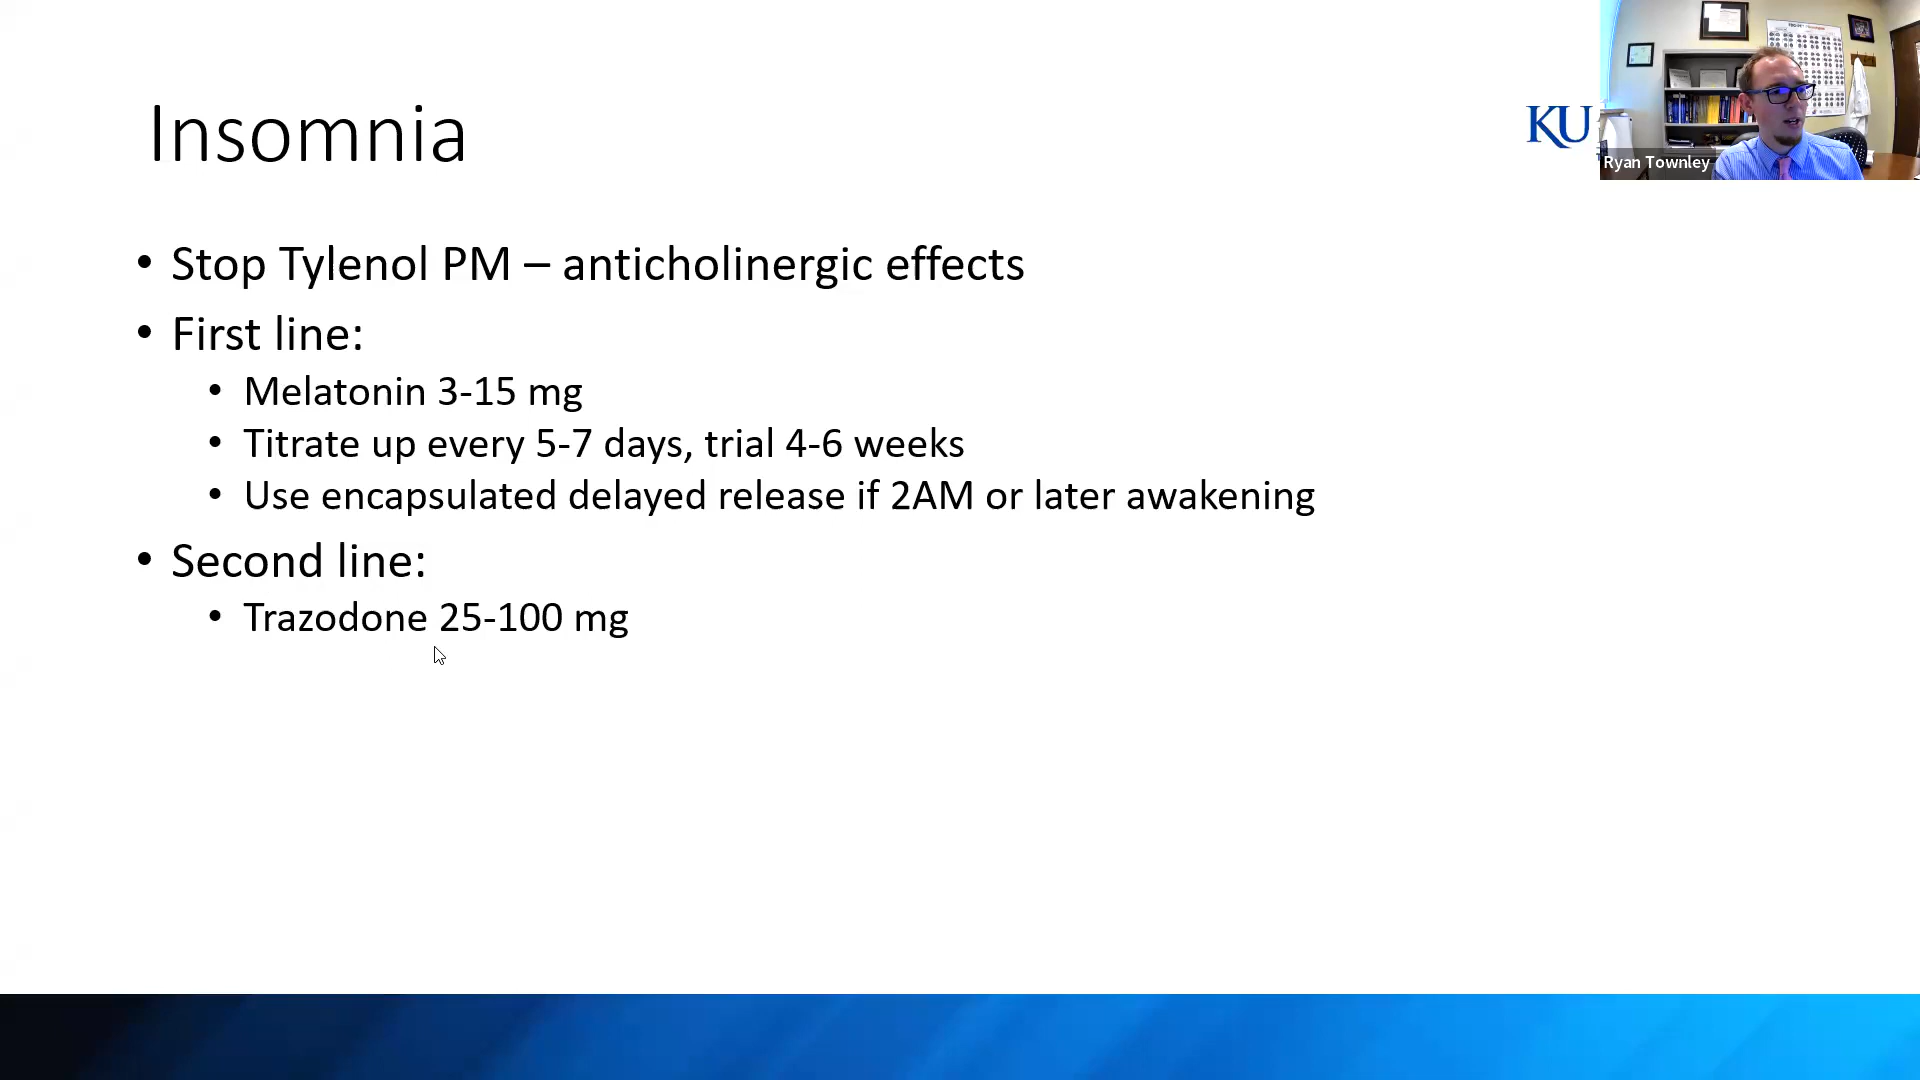 Insomnia
KU
Ryan Townley
• Stop Tylenol PM – anticholinergic effects
• First line:
• Melatonin 3-15 mg
• Titrate up every 5-7 days, trial 4-6 weeks
• Use encapsulated delayed release if 2AM or later awakening
• Second line:
• Trazodone 25-100 mg